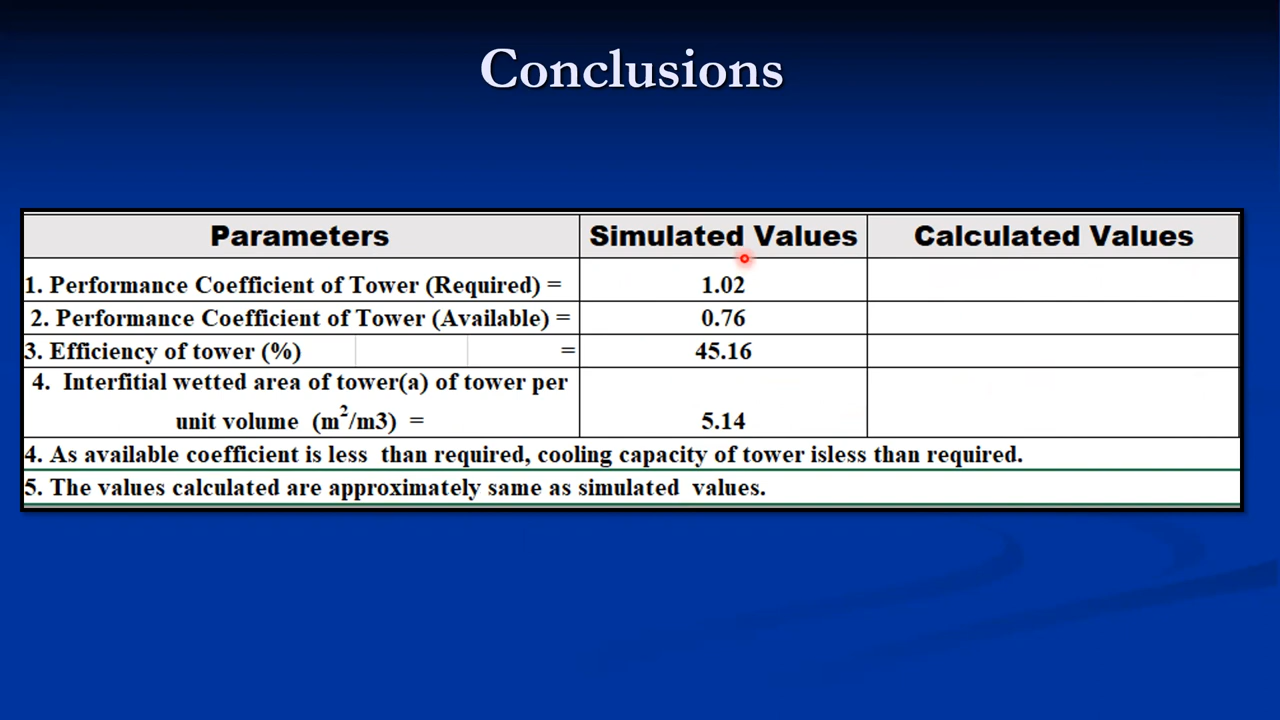 Conclusions
Parameters Simulated Values Calculated Values
1. Performance Coefficient of Tower (Required) = 1.02
2. Performance Coefficient of Tower (Available) = 0.76
3. Efficiency of tower (%) = 45.16
4. Interfitial wetted area of tower(a) of tower per
unit volume (m²/m3) = 5.14
4. As available coefficient is less than required, cooling capacity of tower isless than required.
5. The values calculated are approximately same as simulated values.